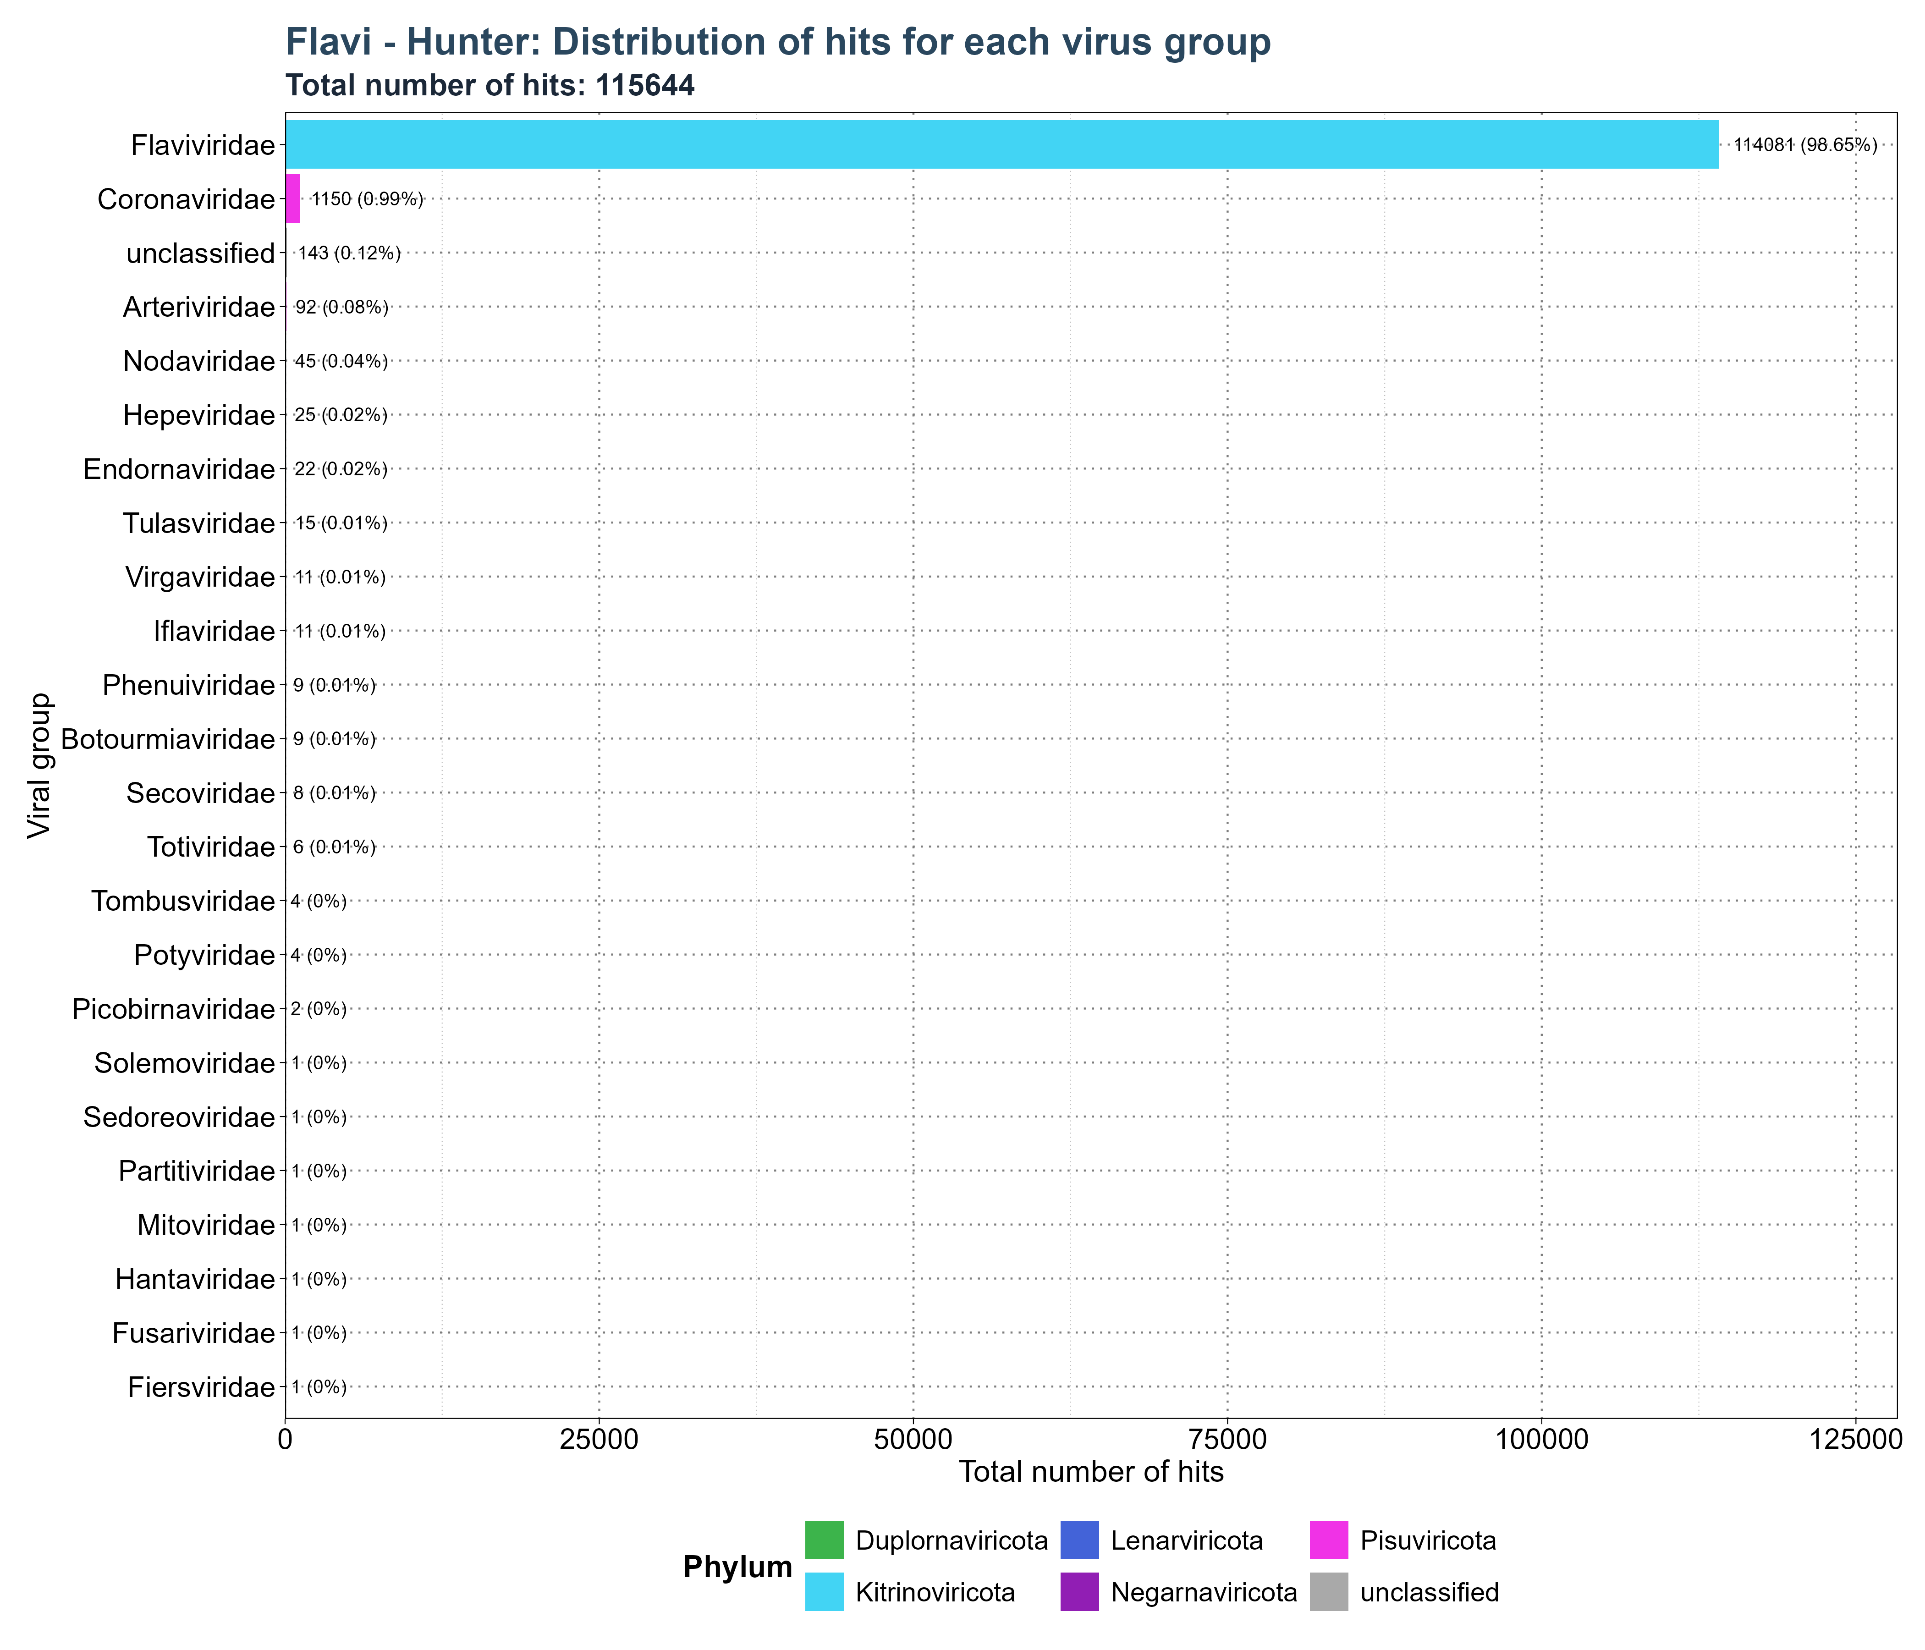 Flavi - Hunter: Distribution of hits for each virus group
Total number of hits: 115644
Viral group
Flaviviridae 114081 (98.65%)
Coronaviridae 1150 (0.99%)
unclassified 143 (0.12%)
Arteriviridae 92 (0.08%)
Nodaviridae 45 (0.04%)
Hepeviridae 25 (0.02%)
Endornaviridae 22 (0.02%)
Tulasviridae 15 (0.01%)
Virgaviridae 11 (0.01%)
Iflaviridae 11 (0.01%)
Phenuiviridae 9 (0.01%)
Botourmiaviridae 9 (0.01%)
Secoviridae 8 (0.01%)
Totiviridae 6 (0.01%)
Tombusviridae 4 (0%)
Potyviridae 4 (0%)
Picobirnaviridae 2 (0%)
Solemoviridae 1 (0%)
Sedoreoviridae 1 (0%)
Partitiviridae 1 (0%)
Mitoviridae 1 (0%)
Hantaviridae 1 (0%)
Fusariviridae 1 (0%)
Fiersviridae 1 (0%)
0 25000 50000 75000 100000 125000
Total number of hits
Phylum
Duplornaviricota Lenarviricota Pisuviricota
Kitrinoviricota Negarnaviricota unclassified